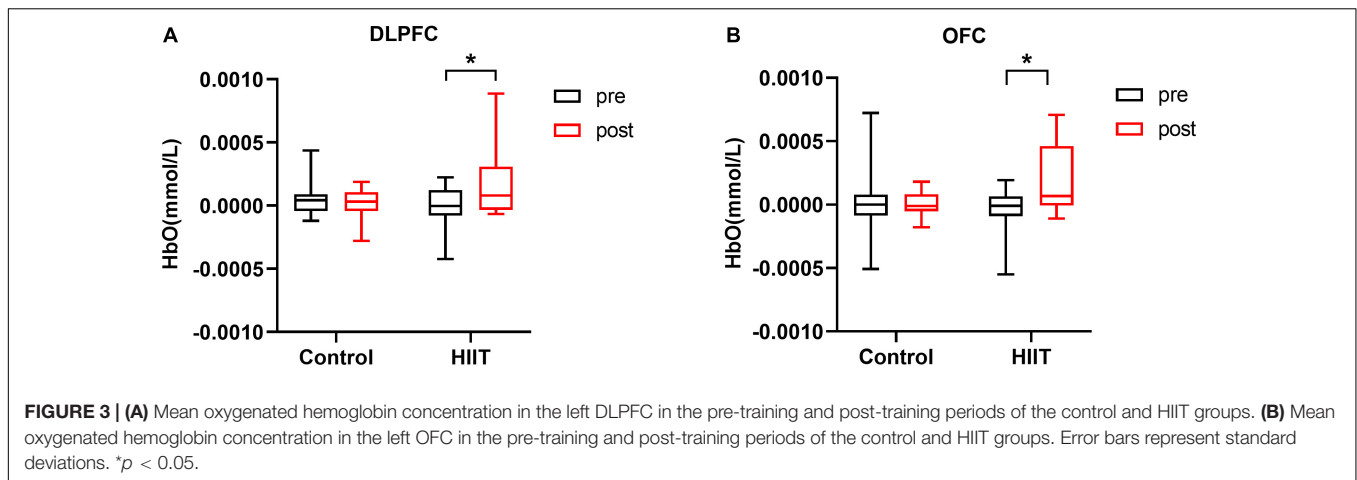 A
DLPFC
*
0.0010
0.0005
0.0000
-0.0005
-0.0010
HbO(mmol/L)
Control
HIIT
pre
post
B
OFC
*
0.0010
0.0005
0.0000
-0.0005
-0.0010
HbO(mmol/L)
Control
HIIT
pre
post
FIGURE 3 | (A) Mean oxygenated hemoglobin concentration in the left DLPFC in the pre-training and post-training periods of the control and HIIT groups. (B) Mean
oxygenated hemoglobin concentration in the left OFC in the pre-training and post-training periods of the control and HIIT groups. Error bars represent standard
deviations. *p < 0.05.